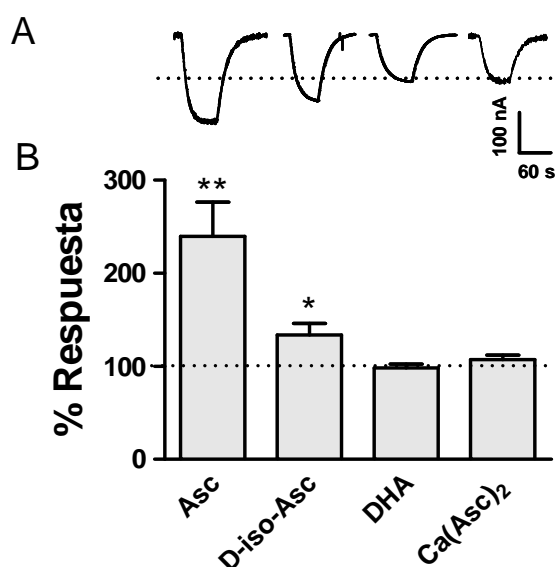 A
100 nA
60 s
B
% Respuesta
300
**
200
*
100
0
Asc
D-iso-Asc
DHA
Ca(Asc)2